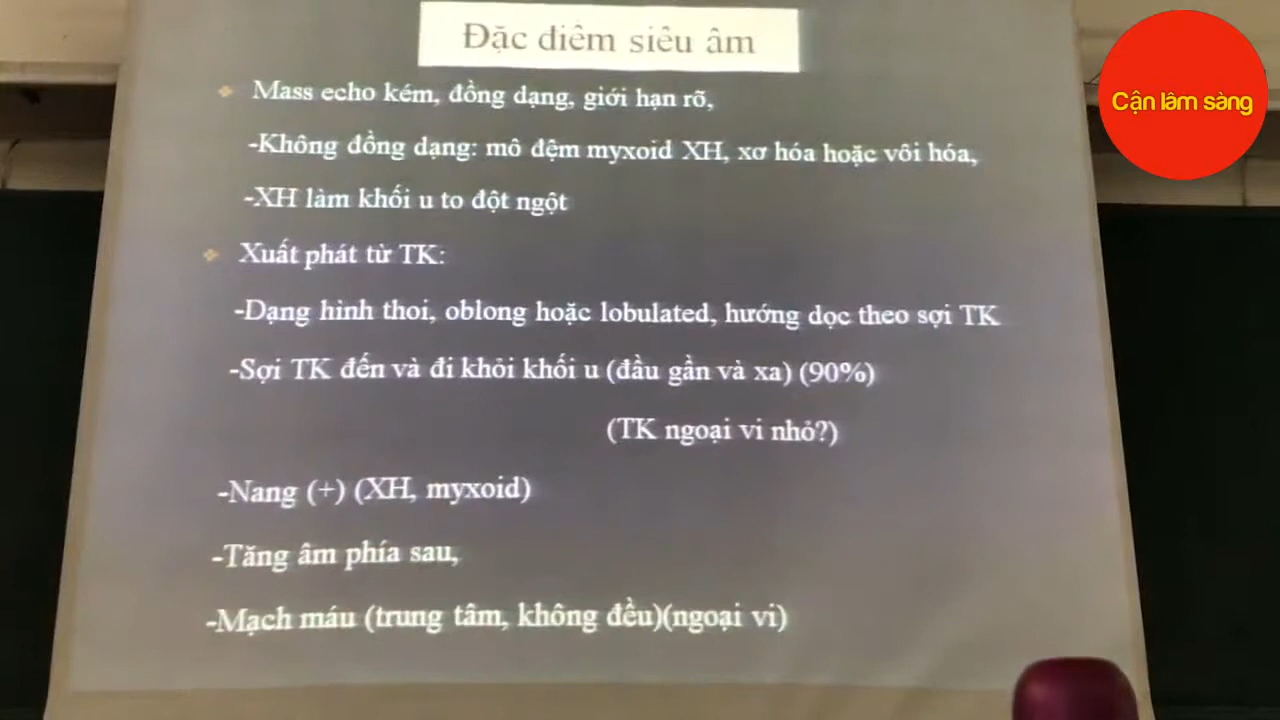 Đặc điểm siêu âm
Cận lâm sàng
Mass echo kém, đồng dạng, giới hạn rõ,
-Không đồng dạng: mô đệm myxoid XH, xơ hóa hoặc vôi hóa,
-XH làm khối u to đột ngột
Xuất phát từ TK:
-Dạng hình thoi, oblong hoặc lobulated, hướng dọc theo sợi TK
-Sợi TK đến và đi khỏi khối u (đầu gần và xa) (90%)
(TK ngoại vi nhỏ?)
-Nang (+) (XH, myxoid)
-Tăng âm phía sau,
-Mạch máu (trung tâm, không đều)(ngoại vi)